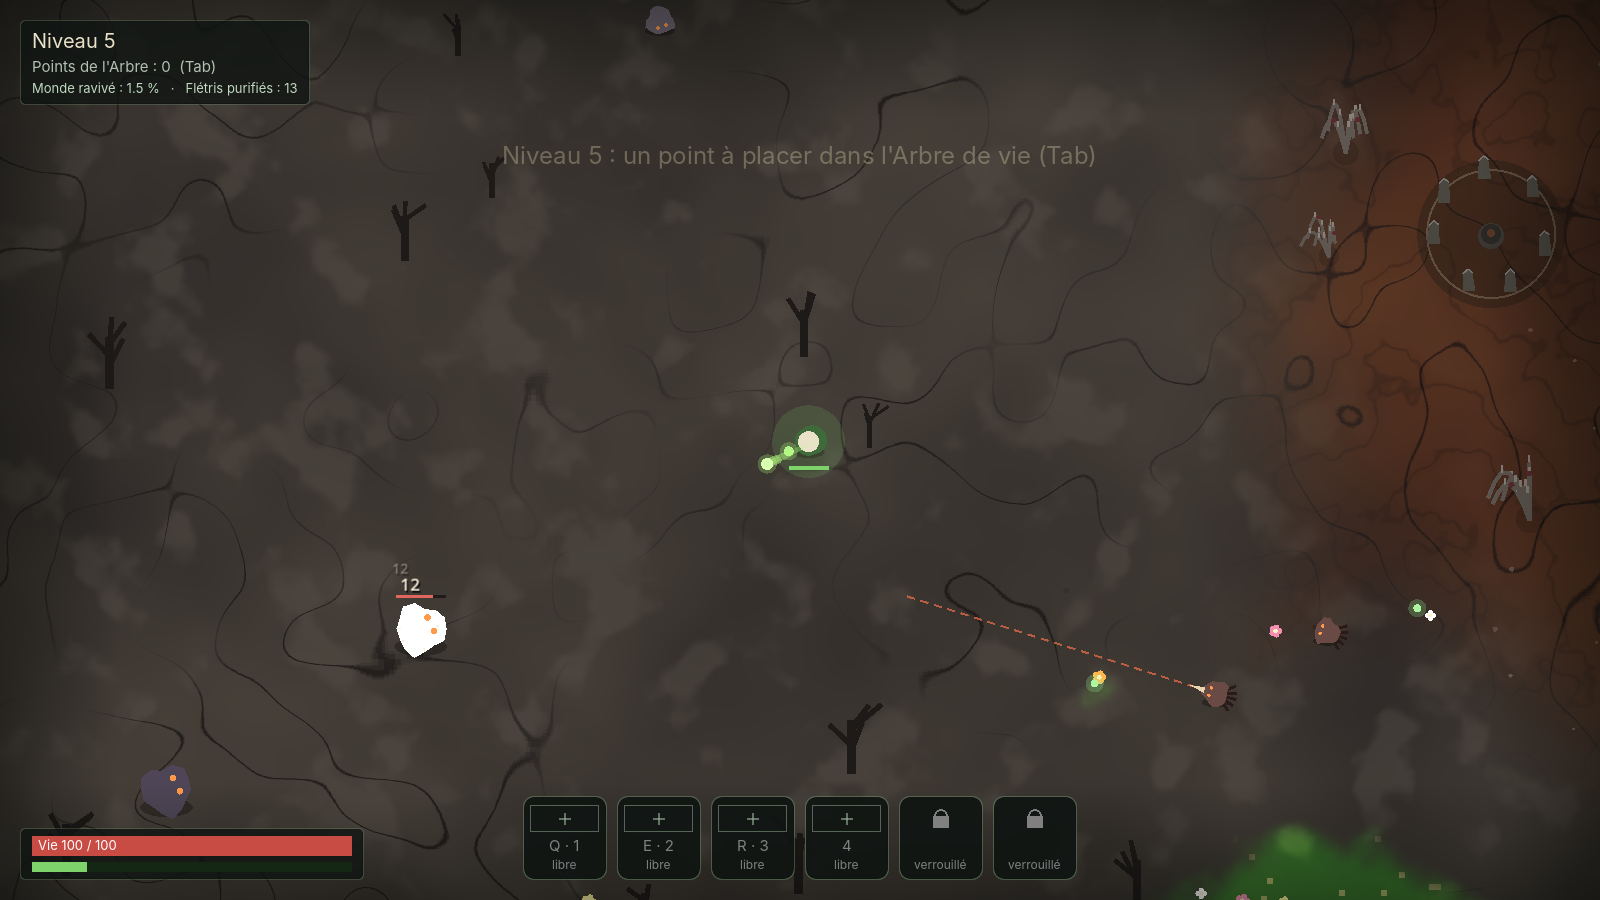 Niveau 5
Points de l'Arbre : 0 (Tab)
Monde ravivé : 1.5 % · Flétris purifiés : 13
Niveau 5 : un point à placer dans l'Arbre de vie (Tab)
12
12
Vie 100 / 100
Q · 1
libre
E · 2
libre
R · 3
libre
4
libre
verrouillé
verrouillé